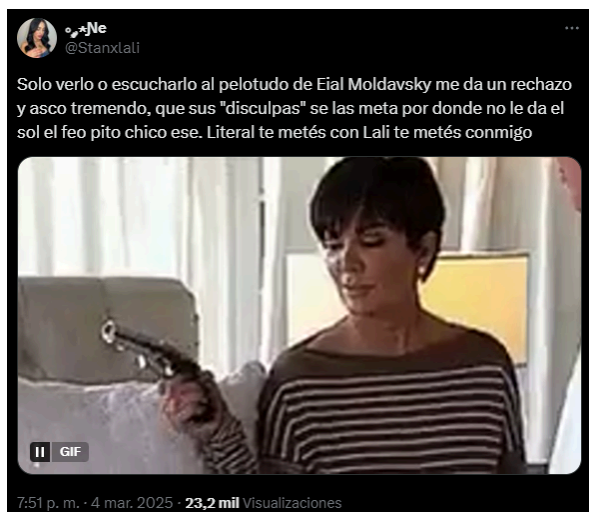 Ne
@Stanxlali
Solo verlo o escucharlo al pelotudo de Eial Moldavsky me da un rechazo
y asco tremendo, que sus "disculpas" se las meta por donde no le da el
sol el feo pito chico ese. Literal te metés con Lali te metés conmigo
GIF
7:51 p. m. · 4 mar. 2025 · 23,2 mil Visualizaciones